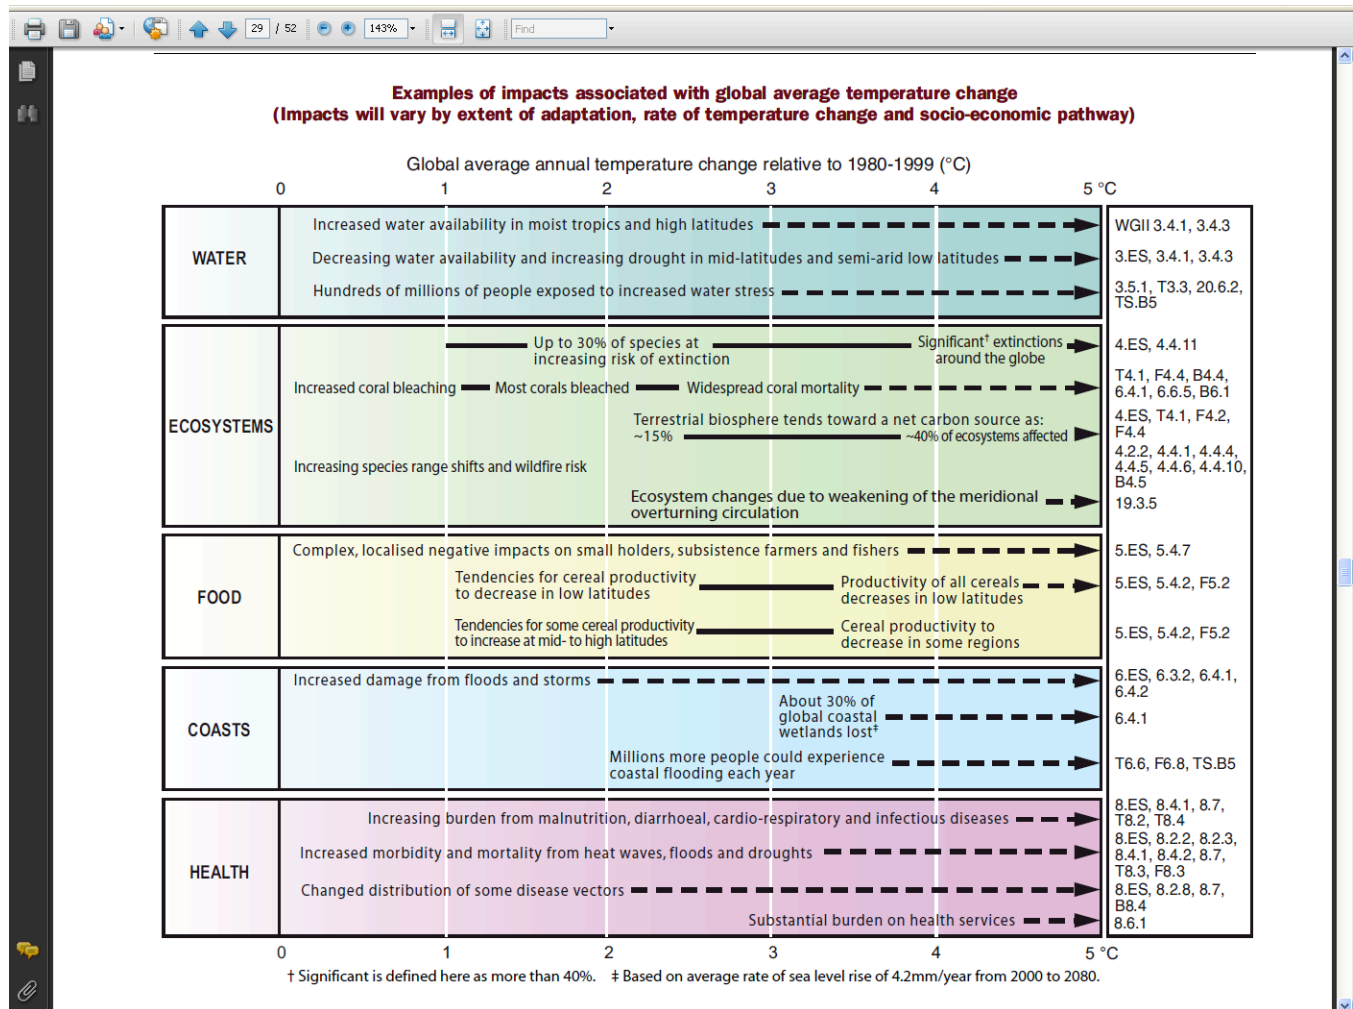 29 / 52 143% Find
Examples of impacts associated with global average temperature change
(Impacts will vary by extent of adaptation, rate of temperature change and socio-economic pathway)
Global average annual temperature change relative to 1980-1999 (°C)
0 1 2 3 4 5 °C
WATER
Increased water availability in moist tropics and high latitudes
WGII 3.4.1, 3.4.3
Decreasing water availability and increasing drought in mid-latitudes and semi-arid low latitudes
3.ES, 3.4.1, 3.4.3
Hundreds of millions of people exposed to increased water stress
3.5.1, T3.3, 20.6.2,
TS.B5
ECOSYSTEMS
Up to 30% of species at
increasing risk of extinction
Significant† extinctions
around the globe
4.ES, 4.4.11
Increased coral bleaching Most corals bleached Widespread coral mortality
T4.1, F4.4, B4.4,
6.4.1, 6.6.5, B6.1
Terrestrial biosphere tends toward a net carbon source as:
~15% ~40% of ecosystems affected
4.ES, T4.1, F4.2,
F4.4
Increasing species range shifts and wildfire risk
4.2.2, 4.4.1, 4.4.4,
4.4.5, 4.4.6, 4.4.10,
B4.5
Ecosystem changes due to weakening of the meridional
overturning circulation
19.3.5
FOOD
Complex, localised negative impacts on small holders, subsistence farmers and fishers
5.ES, 5.4.7
Tendencies for cereal productivity
to decrease in low latitudes
Productivity of all cereals
decreases in low latitudes
5.ES, 5.4.2, F5.2
Tendencies for some cereal productivity
to increase at mid- to high latitudes
Cereal productivity to
decrease in some regions
5.ES, 5.4.2, F5.2
COASTS
Increased damage from floods and storms
6.ES, 6.3.2, 6.4.1,
6.4.2
About 30% of
global coastal
wetlands lost‡
6.4.1
Millions more people could experience
coastal flooding each year
T6.6, F6.8, TS.B5
HEALTH
Increasing burden from malnutrition, diarrhoeal, cardio-respiratory and infectious diseases
8.ES, 8.4.1, 8.7,
T8.2, T8.4
Increased morbidity and mortality from heat waves, floods and droughts
8.ES, 8.2.2, 8.2.3,
8.4.1, 8.4.2, 8.7,
T8.3, F8.3
Changed distribution of some disease vectors
8.ES, 8.2.8, 8.7,
B8.4
Substantial burden on health services
8.6.1
0 1 2 3 4 5 °C
† Significant is defined here as more than 40%. ‡ Based on average rate of sea level rise of 4.2mm/year from 2000 to 2080.